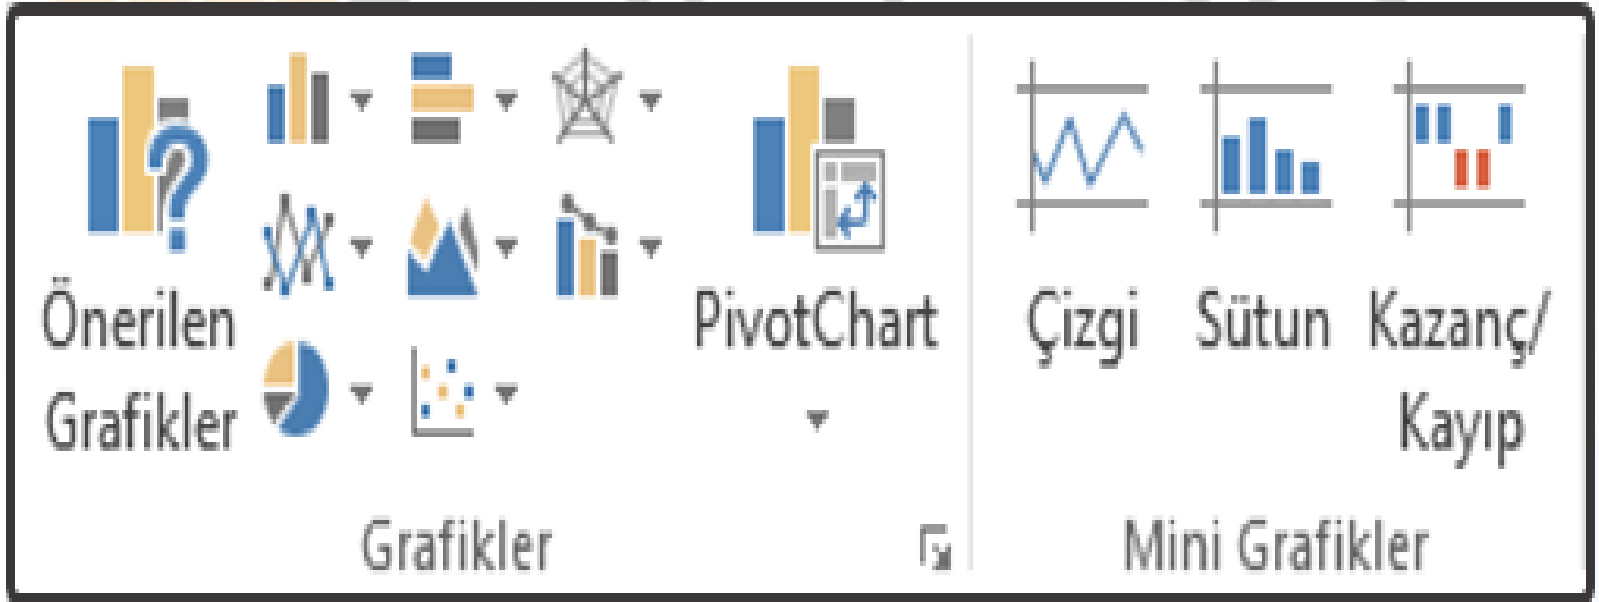 Önerilen
Grafikler
PivotChart
Grafikler
Çizgi
Sütun
Kazanç/
Kayıp
Mini Grafikler